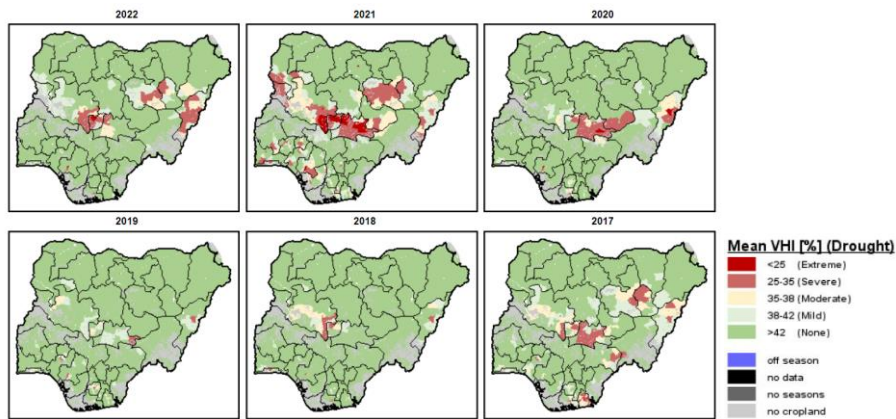 2022
2021
2020
2019
2018
2017
Mean VHI [%] (Drought)
<25 (Extreme)
25-35 (Severe)
35-38 (Moderate)
38-42 (Mild)
>42 (None)
off season
no data
no seasons
no cropland